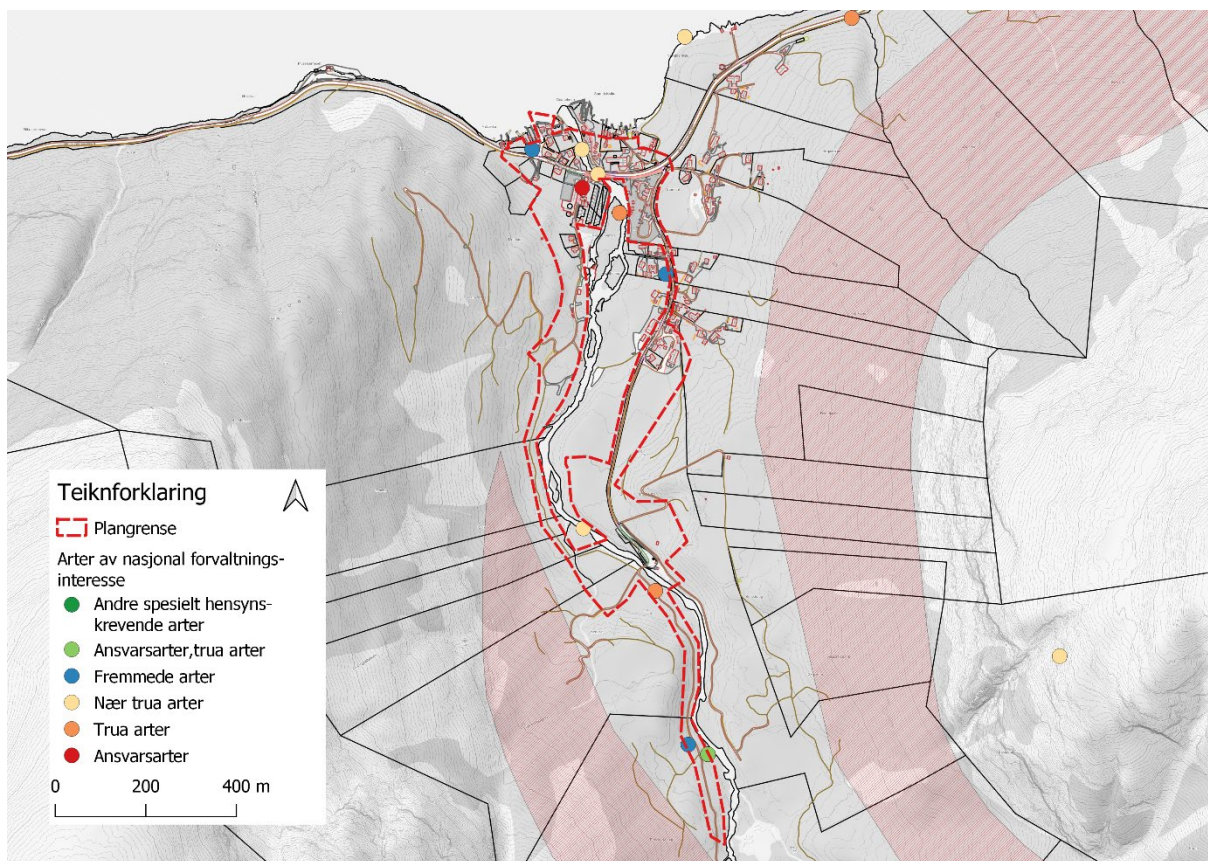 Teiknforklaring
Plangrense
Arter av nasjonal forvaltnings-
interesse
Andre spesielt hensyns-
krevende arter
Ansvarsarter,trua arter
Fremmede arter
Nær trua arter
Trua arter
Ansvarsarter
0 200 400 m